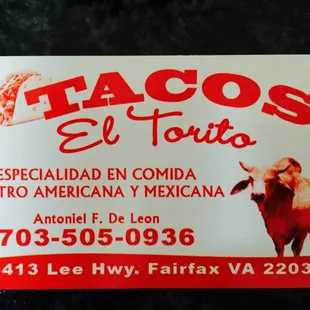 TACOS
El Torito
ESPECIALIDAD EN COMIDA
TRO AMERICANA Y MEXICANA
Antoniel F. De Leon
703-505-0936
413 Lee Hwy. Fairfax VA 2203